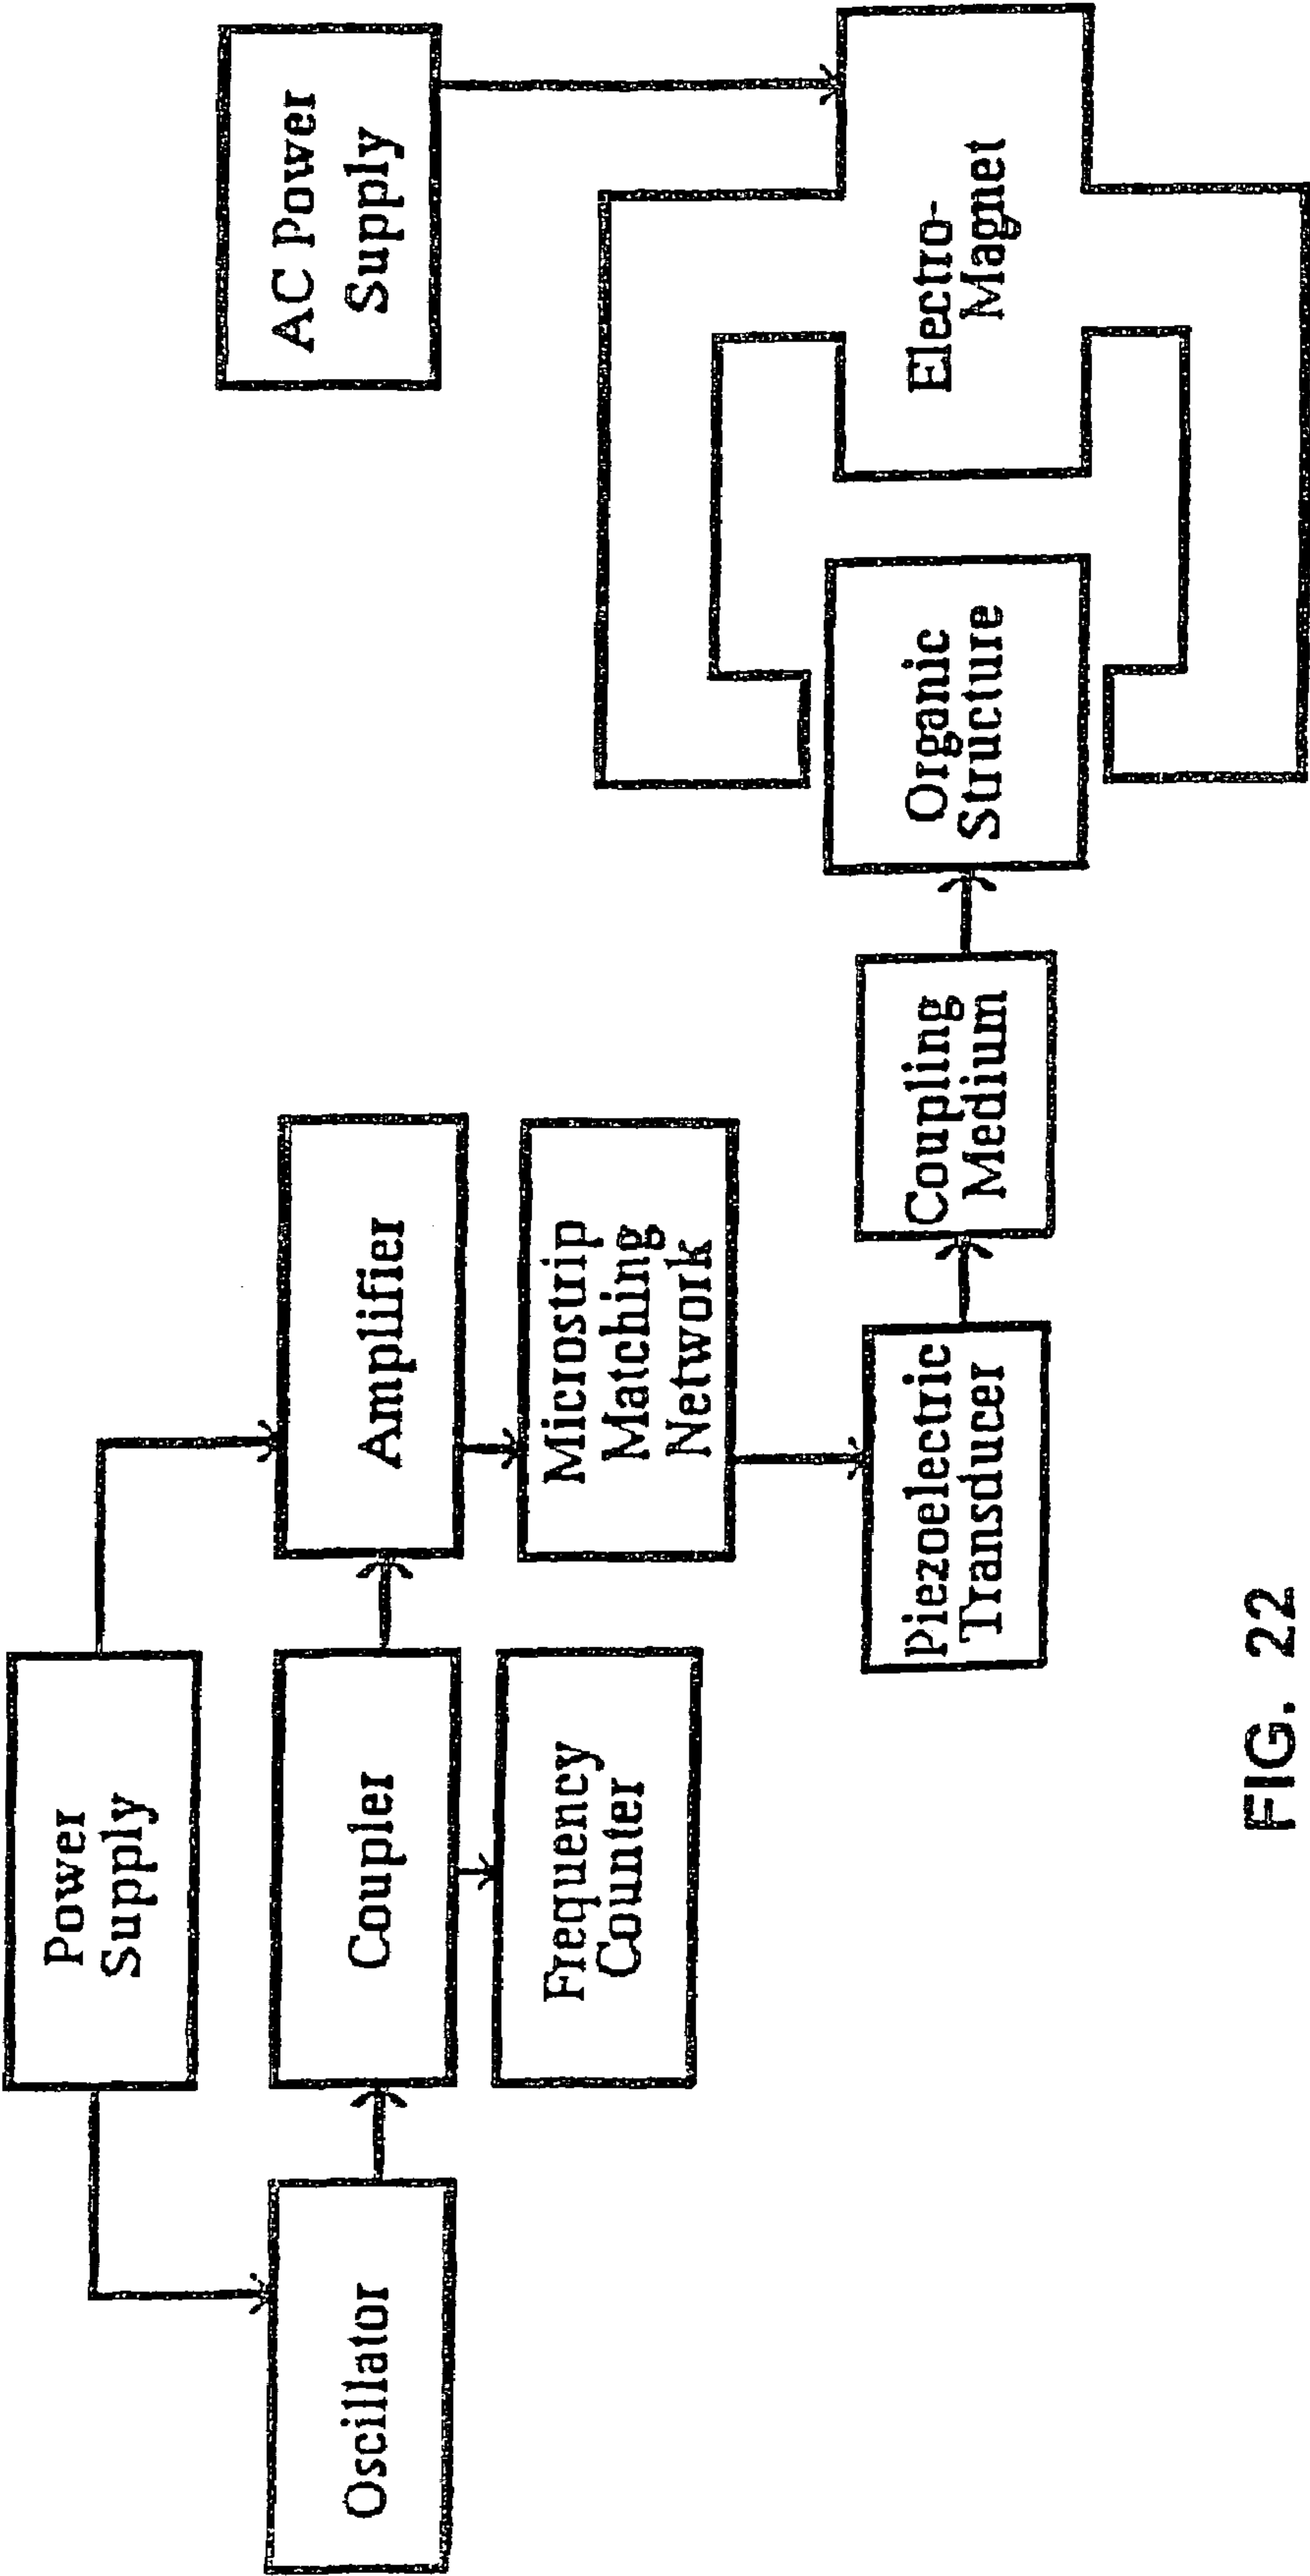 Power
Supply
AC Power
Supply
Oscillator
Coupler
Amplifier
Frequency
Counter
Microstrip
Matching
Network
Piezoelectric
Transducer
Coupling
Medium
Organic
Structure
Electro-
Magnet
FIG. 22